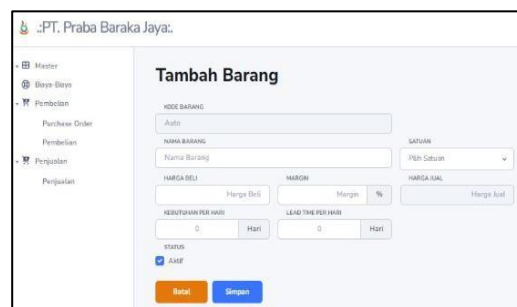 .:PT. Praba Baraka Jaya:.
Master
Biaya-Biaya
Pembelian
Purchase Order
Pembelian
Penjualan
Penjualan
Tambah Barang
KODE BARANG
Auto
NAMA BARANG SATUAN
Nama Barang Pilih Satuan
HARGA BELI MARGIN HARGA JUAL
Harga Beli Margin % Harga Jual
KEBUTUHAN PER HARI LEAD TIME PER HARI
0 Hari 0 Hari
STATUS
Aktif
Batal Simpan